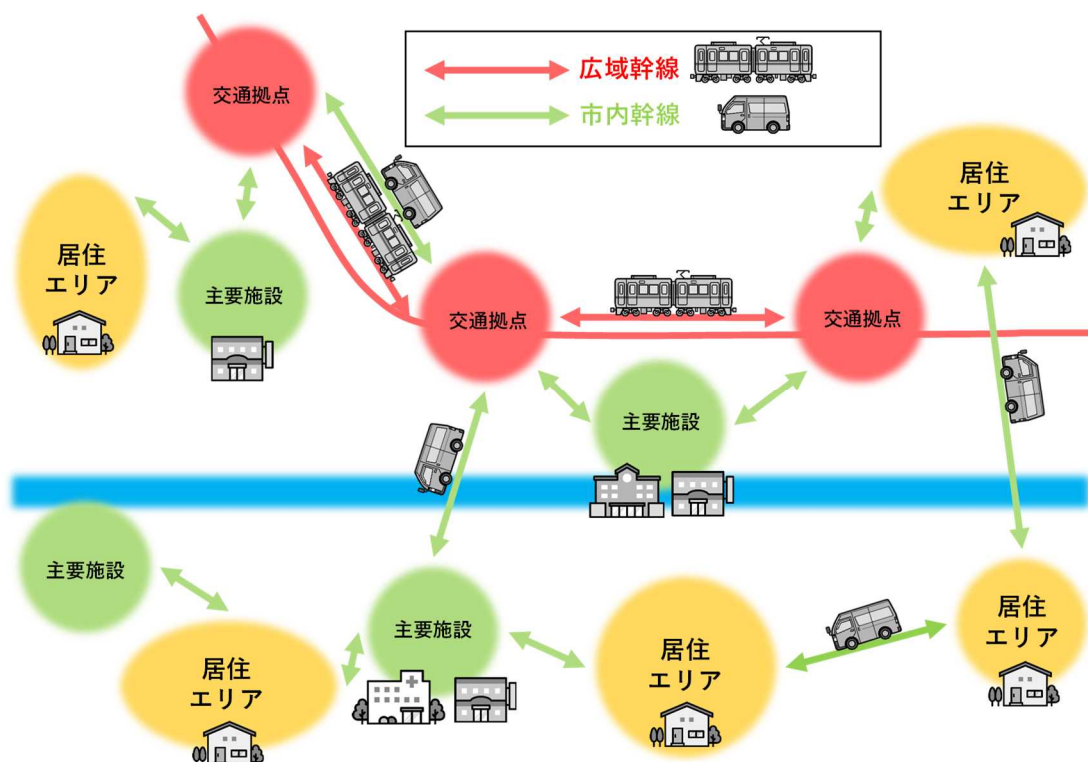 交通拠点
広域幹線
市内幹線
居住
エリア
居住
エリア
主要施設
交通拠点
交通拠点
主要施設
主要施設
主要施設
居住
エリア
居住
エリア
居住
エリア